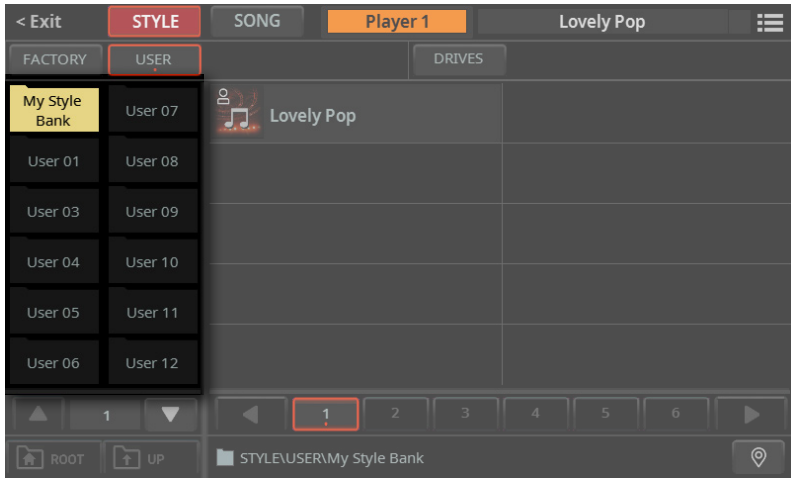 < Exit STYLE SONG Player 1 Lovely Pop
FACTORY USER DRIVES
My Style
Bank
User 07
Lovely Pop
User 01 User 08
User 03 User 09
User 04 User 10
User 05 User 11
User 06 User 12
1 1 2 3 4 5 6
ROOT UP STYLE\USER\My Style Bank